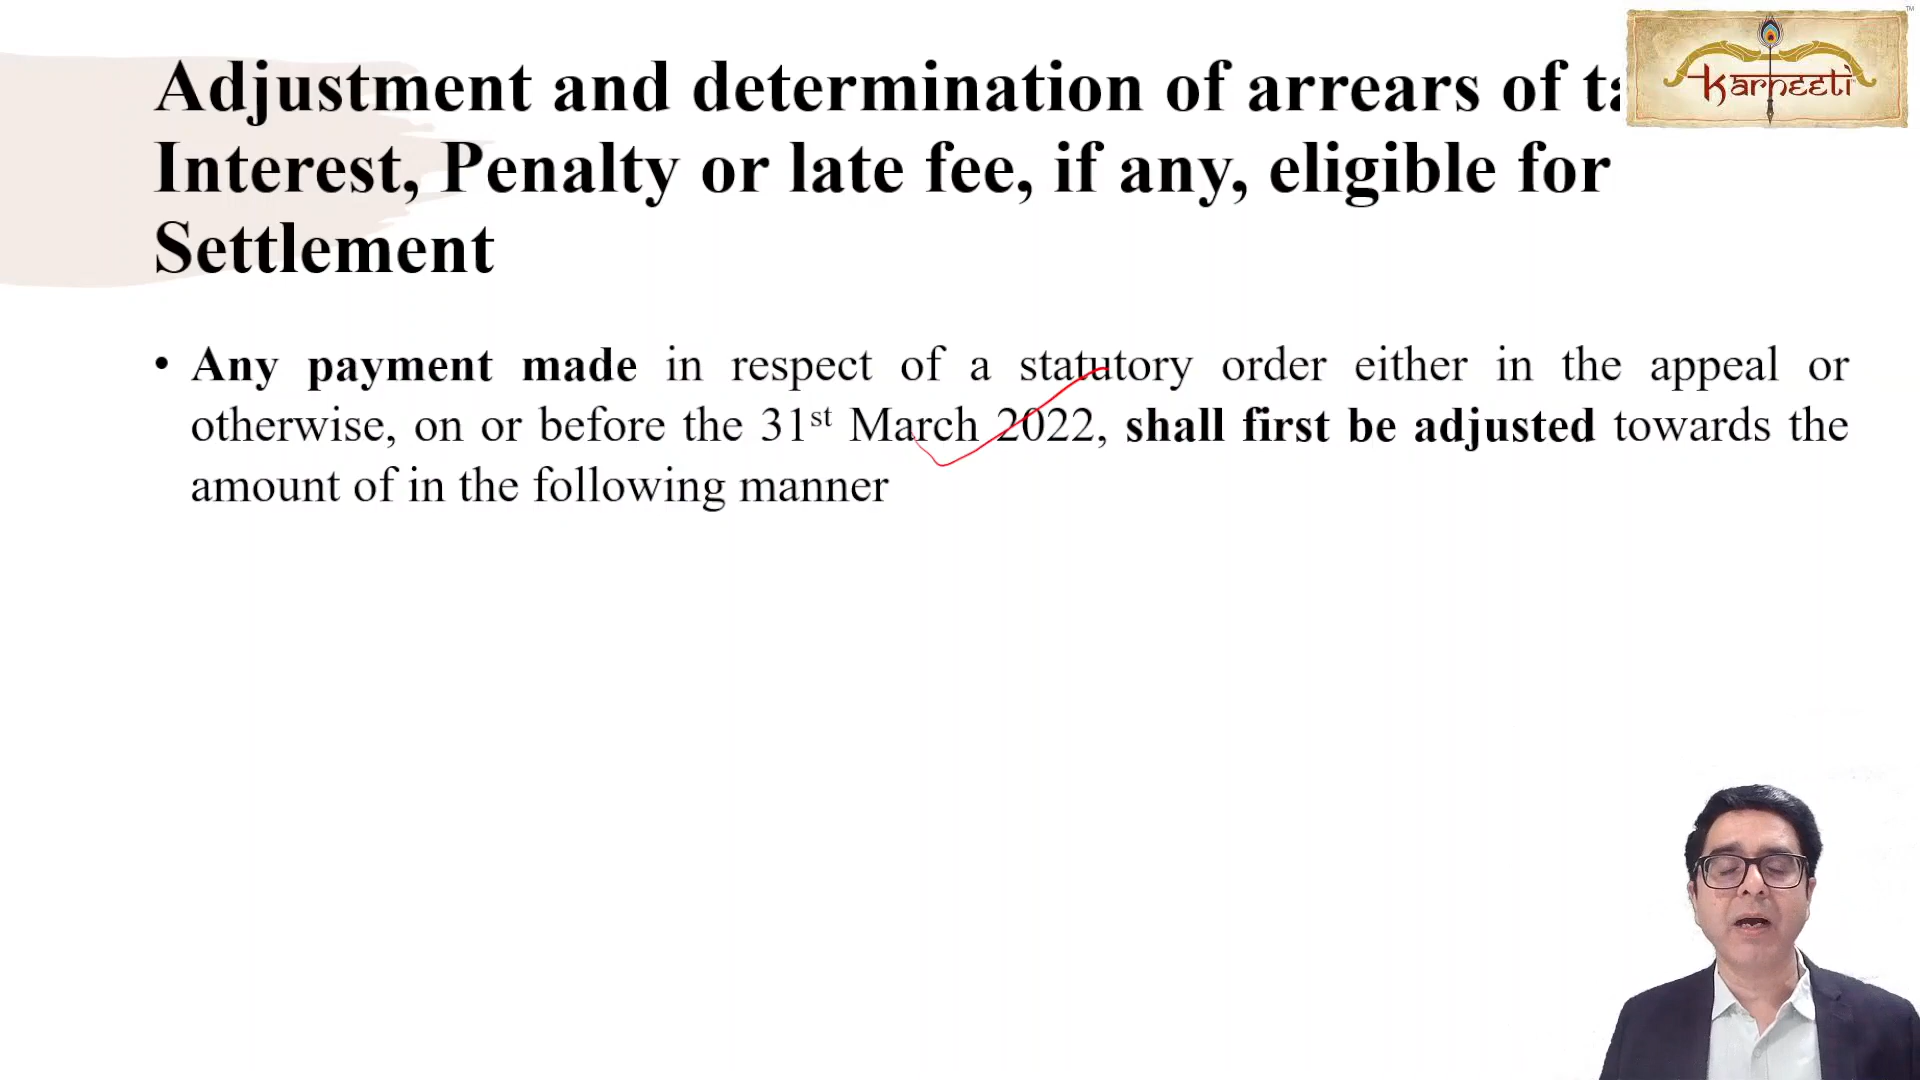 Adjustment and determination of arrears of ta
Interest, Penalty or late fee, if any, eligible for
Settlement
karneeti
TM
• Any payment made in respect of a statutory order either in the appeal or
otherwise, on or before the 31st March 2022, shall first be adjusted towards the
amount of in the following manner